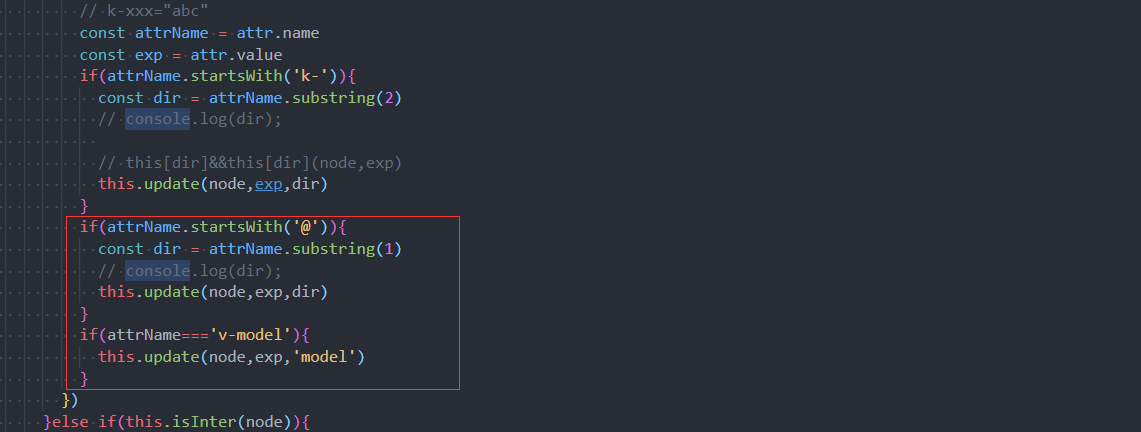 // k-xxx="abc"
const attrName = attr.name
const exp = attr.value
if(attrName.startsWith('k-')){
const dir = attrName.substring(2)
// console.log(dir);
// this[dir]&&this[dir](node,exp)
this.update(node,exp,dir)
}
if(attrName.startsWith('@')){
const dir = attrName.substring(1)
// console.log(dir);
this.update(node,exp,dir)
}
if(attrName==='v-model'){
this.update(node,exp,'model')
}
})
}else if(this.isInter(node)){